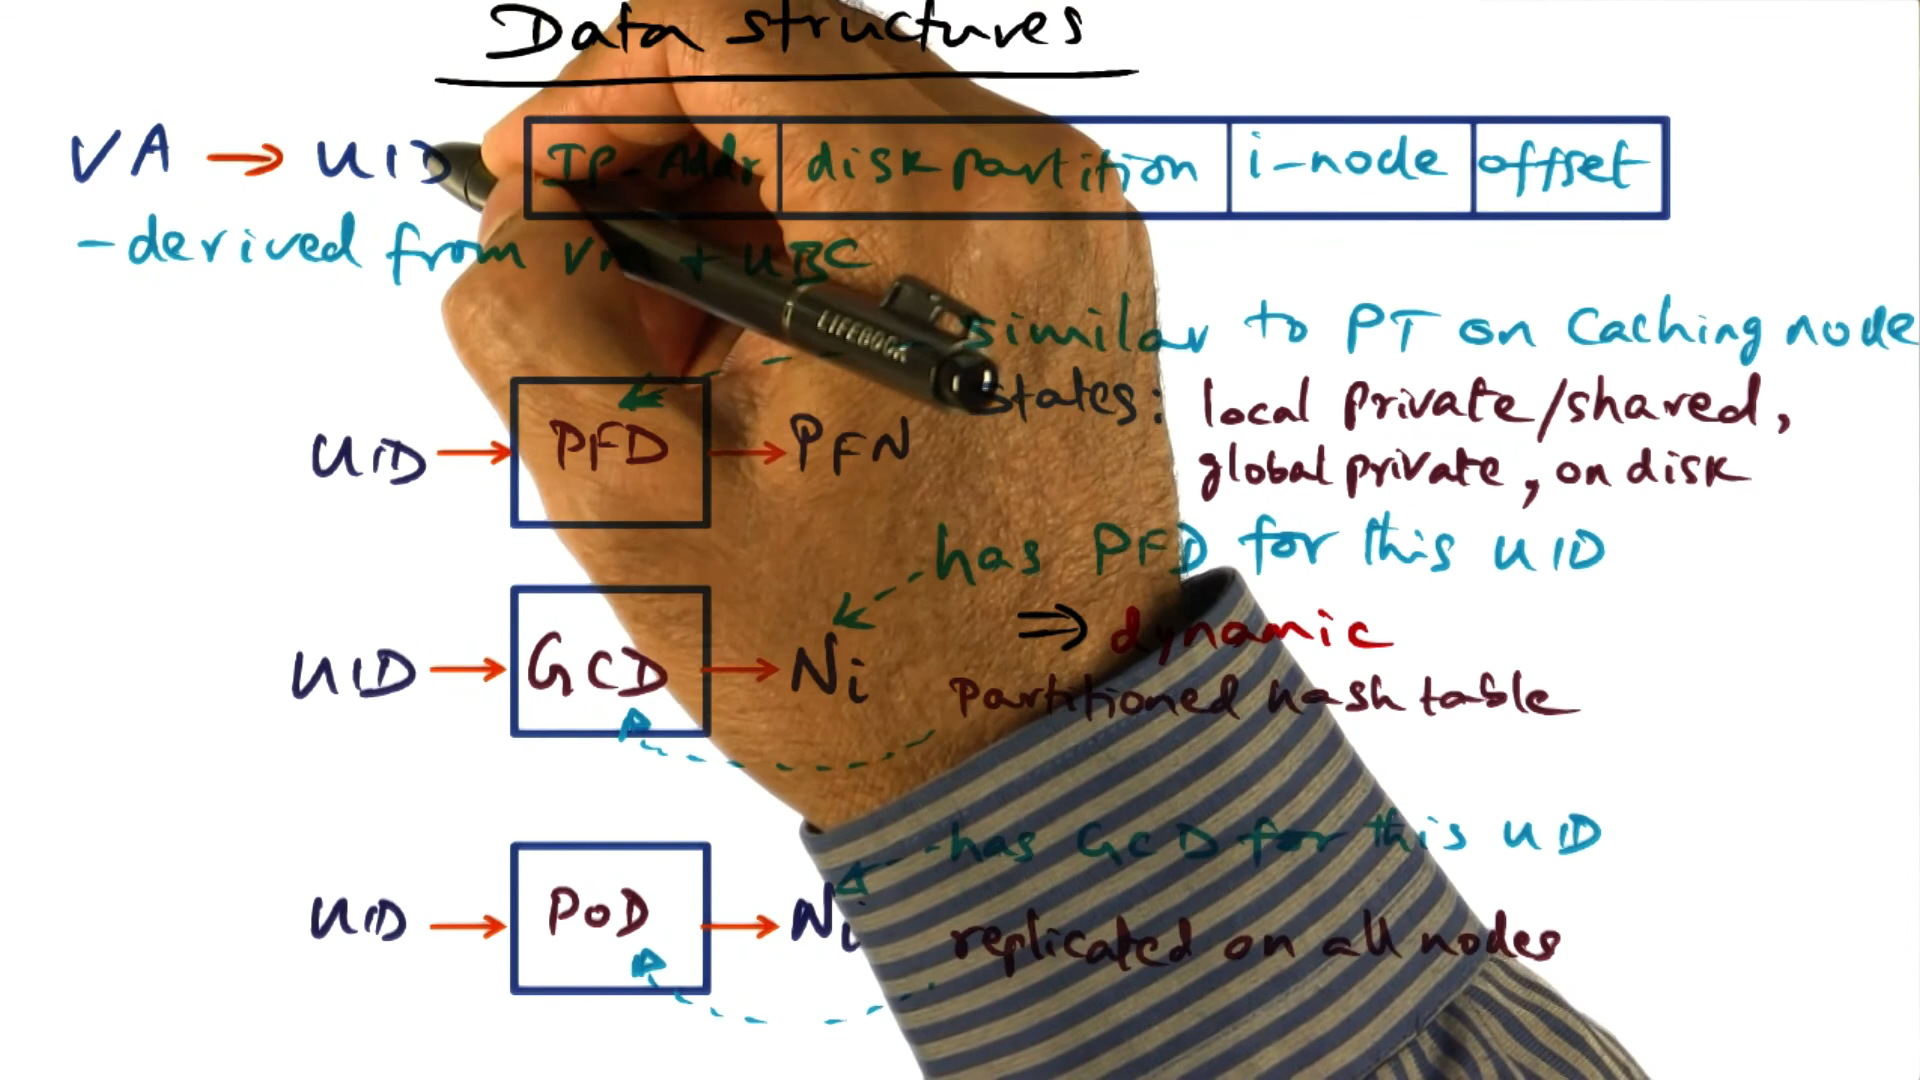 Data structures
VA → UID IP-Addr disk partition i-node offset
- derived from VM + UBC
similar to PT on Caching node
states: local private/shared,
global private, on disk
UID → PFD → PFN
has PFD for this UID
⇒ dynamic
UID → GCD → Ni
Partitioned hash table
has GCD for this UID
UID → POD → Ni
replicated on all nodes
LIFEBOOK